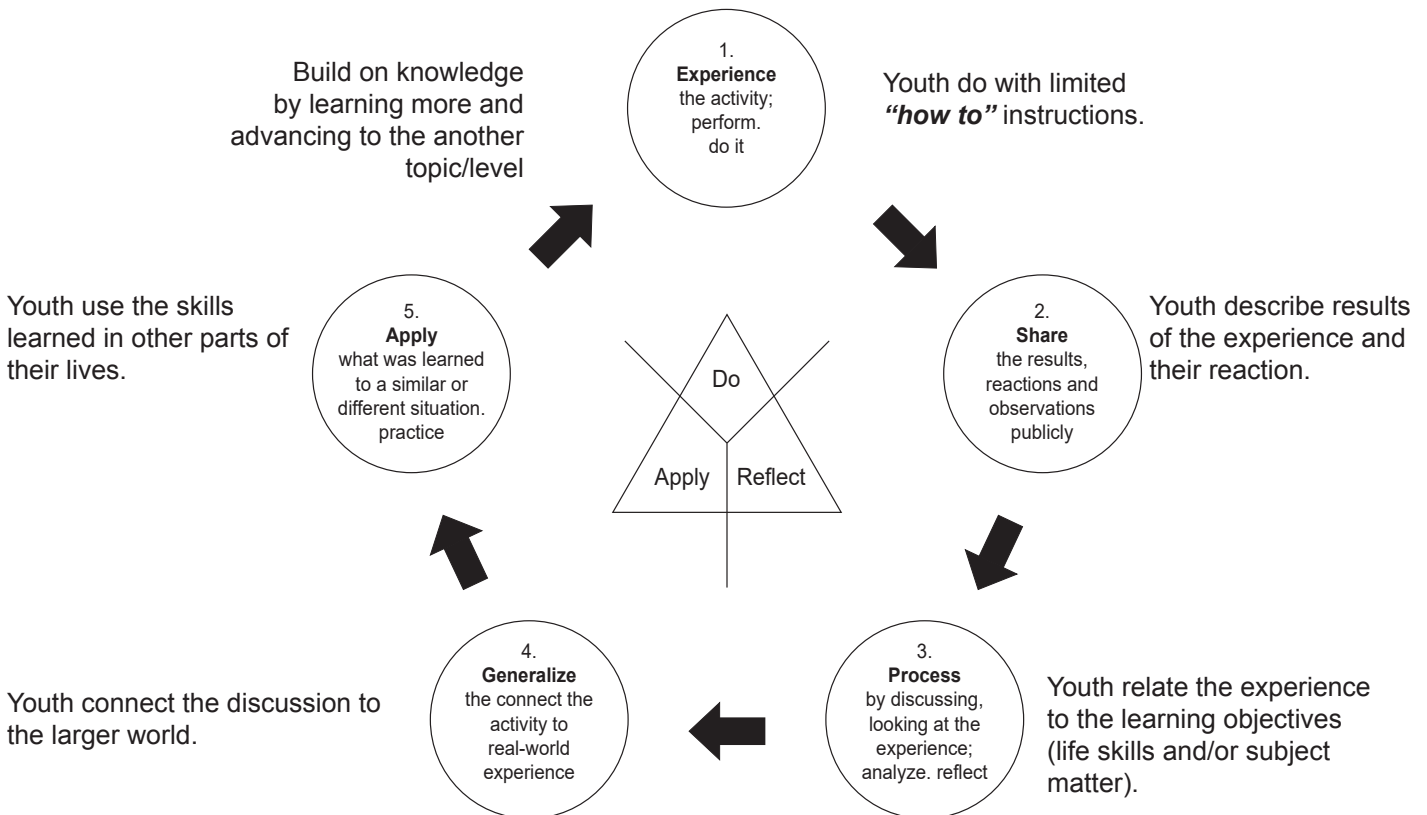 1.
Experience
the activity;
perform.
do it
Youth do with limited
“how to” instructions.
2.
Share
the results,
reactions and
observations
publicly
Youth describe results
of the experience and
their reaction.
3.
Process
by discussing,
looking at the
experience;
analyze. reflect
Youth relate the experience
to the learning objectives
(life skills and/or subject
matter).
4.
Generalize
the connect the
activity to
real-world
experience
Youth connect the discussion to
the larger world.
5.
Apply
what was learned
to a similar or
different situation.
practice
Youth use the skills
learned in other parts of
their lives.
Build on knowledge
by learning more and
advancing to the another
topic/level
Do
Apply
Reflect